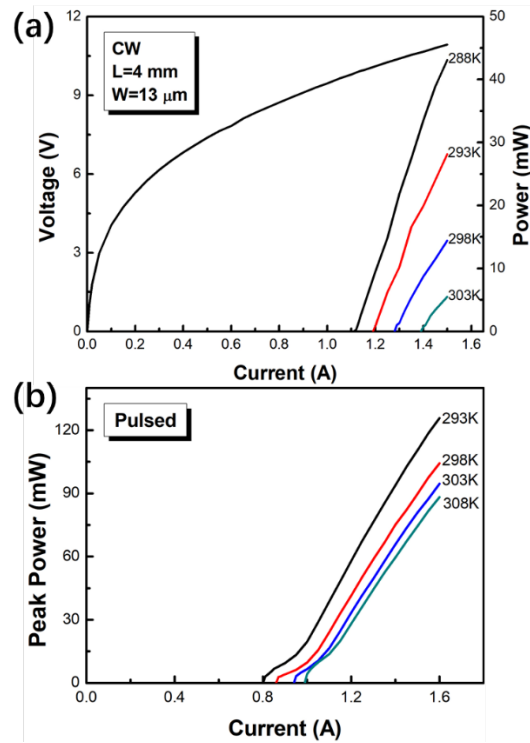 (a)
12
9
6
3
0
Voltage (V)
CW
L=4 mm
W=13 μm
50
40
30
20
10
0
Power (mW)
288K
293K
298K
303K
0.0 0.2 0.4 0.6 0.8 1.0 1.2 1.4 1.6
Current (A)
(b)
Pulsed
120
90
60
30
0
Peak Power (mW)
293K
298K
303K
308K
0.0 0.4 0.8 1.2 1.6
Current (A)